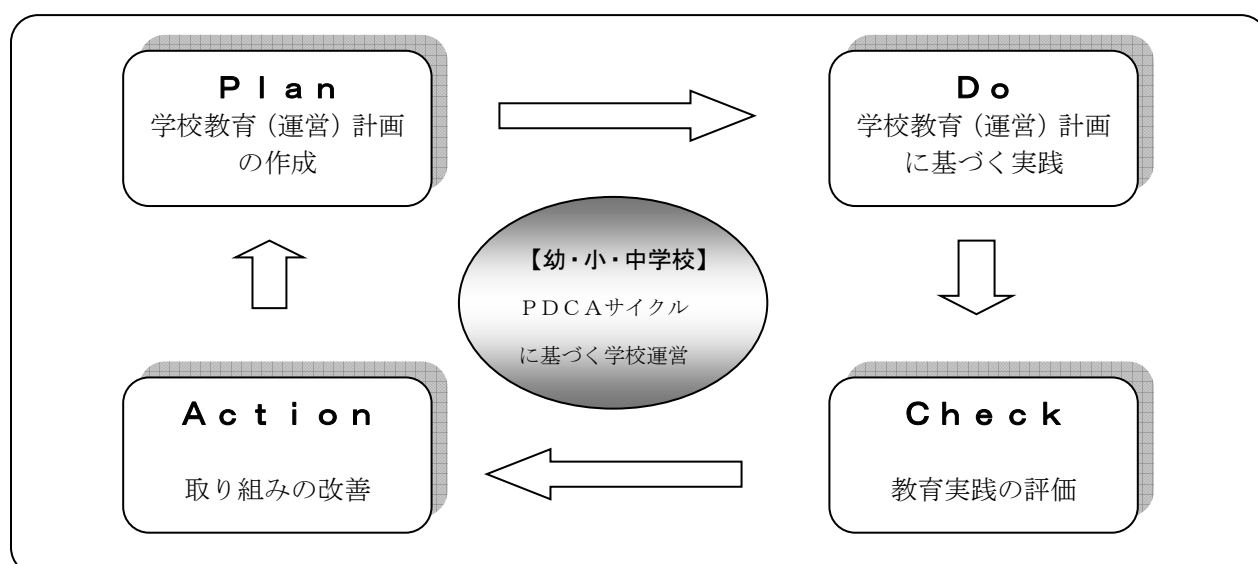 Ｐｌａｎ
学校教育（運営）計画
の作成
Ｄｏ
学校教育（運営）計画
に基づく実践
【幼・小・中学校】
ＰＤＣＡサイクル
に基づく学校運営
Ａｃｔｉｏｎ
取り組みの改善
Ｃｈｅｃｋ
教育実践の評価